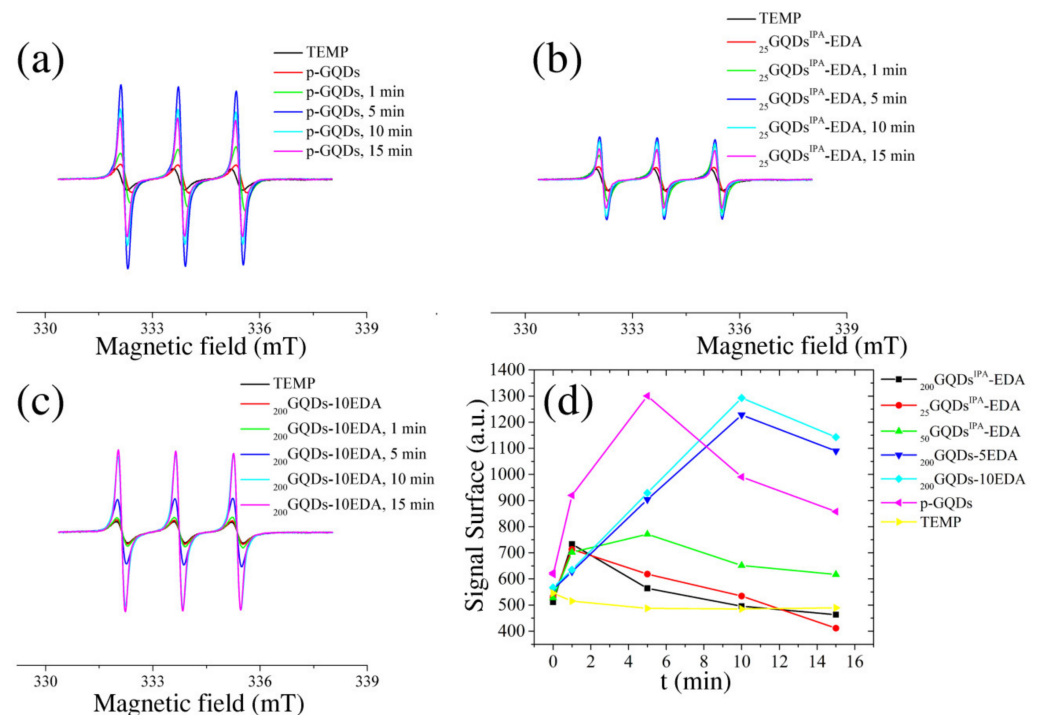 (a)
TEMP
p-GQDs
p-GQDs, 1 min
p-GQDs, 5 min
p-GQDs, 10 min
p-GQDs, 15 min
330 333 336 339
Magnetic field (mT)
(b)
TEMP
₂₅GQDsᴵᴾᴬ-EDA
₂₅GQDsᴵᴾᴬ-EDA, 1 min
₂₅GQDsᴵᴾᴬ-EDA, 5 min
₂₅GQDsᴵᴾᴬ-EDA, 10 min
₂₅GQDsᴵᴾᴬ-EDA, 15 min
330 333 336 339
Magnetic field (mT)
(c)
TEMP
₂₀₀GQDs-10EDA
₂₀₀GQDs-10EDA, 1 min
₂₀₀GQDs-10EDA, 5 min
₂₀₀GQDs-10EDA, 10 min
₂₀₀GQDs-10EDA, 15 min
330 333 336 339
Magnetic field (mT)
(d)
Signal Surface (a.u.)
1400
1300
1200
1100
1000
900
800
700
600
500
400
0 2 4 6 8 10 12 14 16
t (min)
₂₀₀GQDsᴵᴾᴬ-EDA
₂₅GQDsᴵᴾᴬ-EDA
₅₀GQDsᴵᴾᴬ-EDA
₂₀₀GQDs-5EDA
₂₀₀GQDs-10EDA
p-GQDs
TEMP